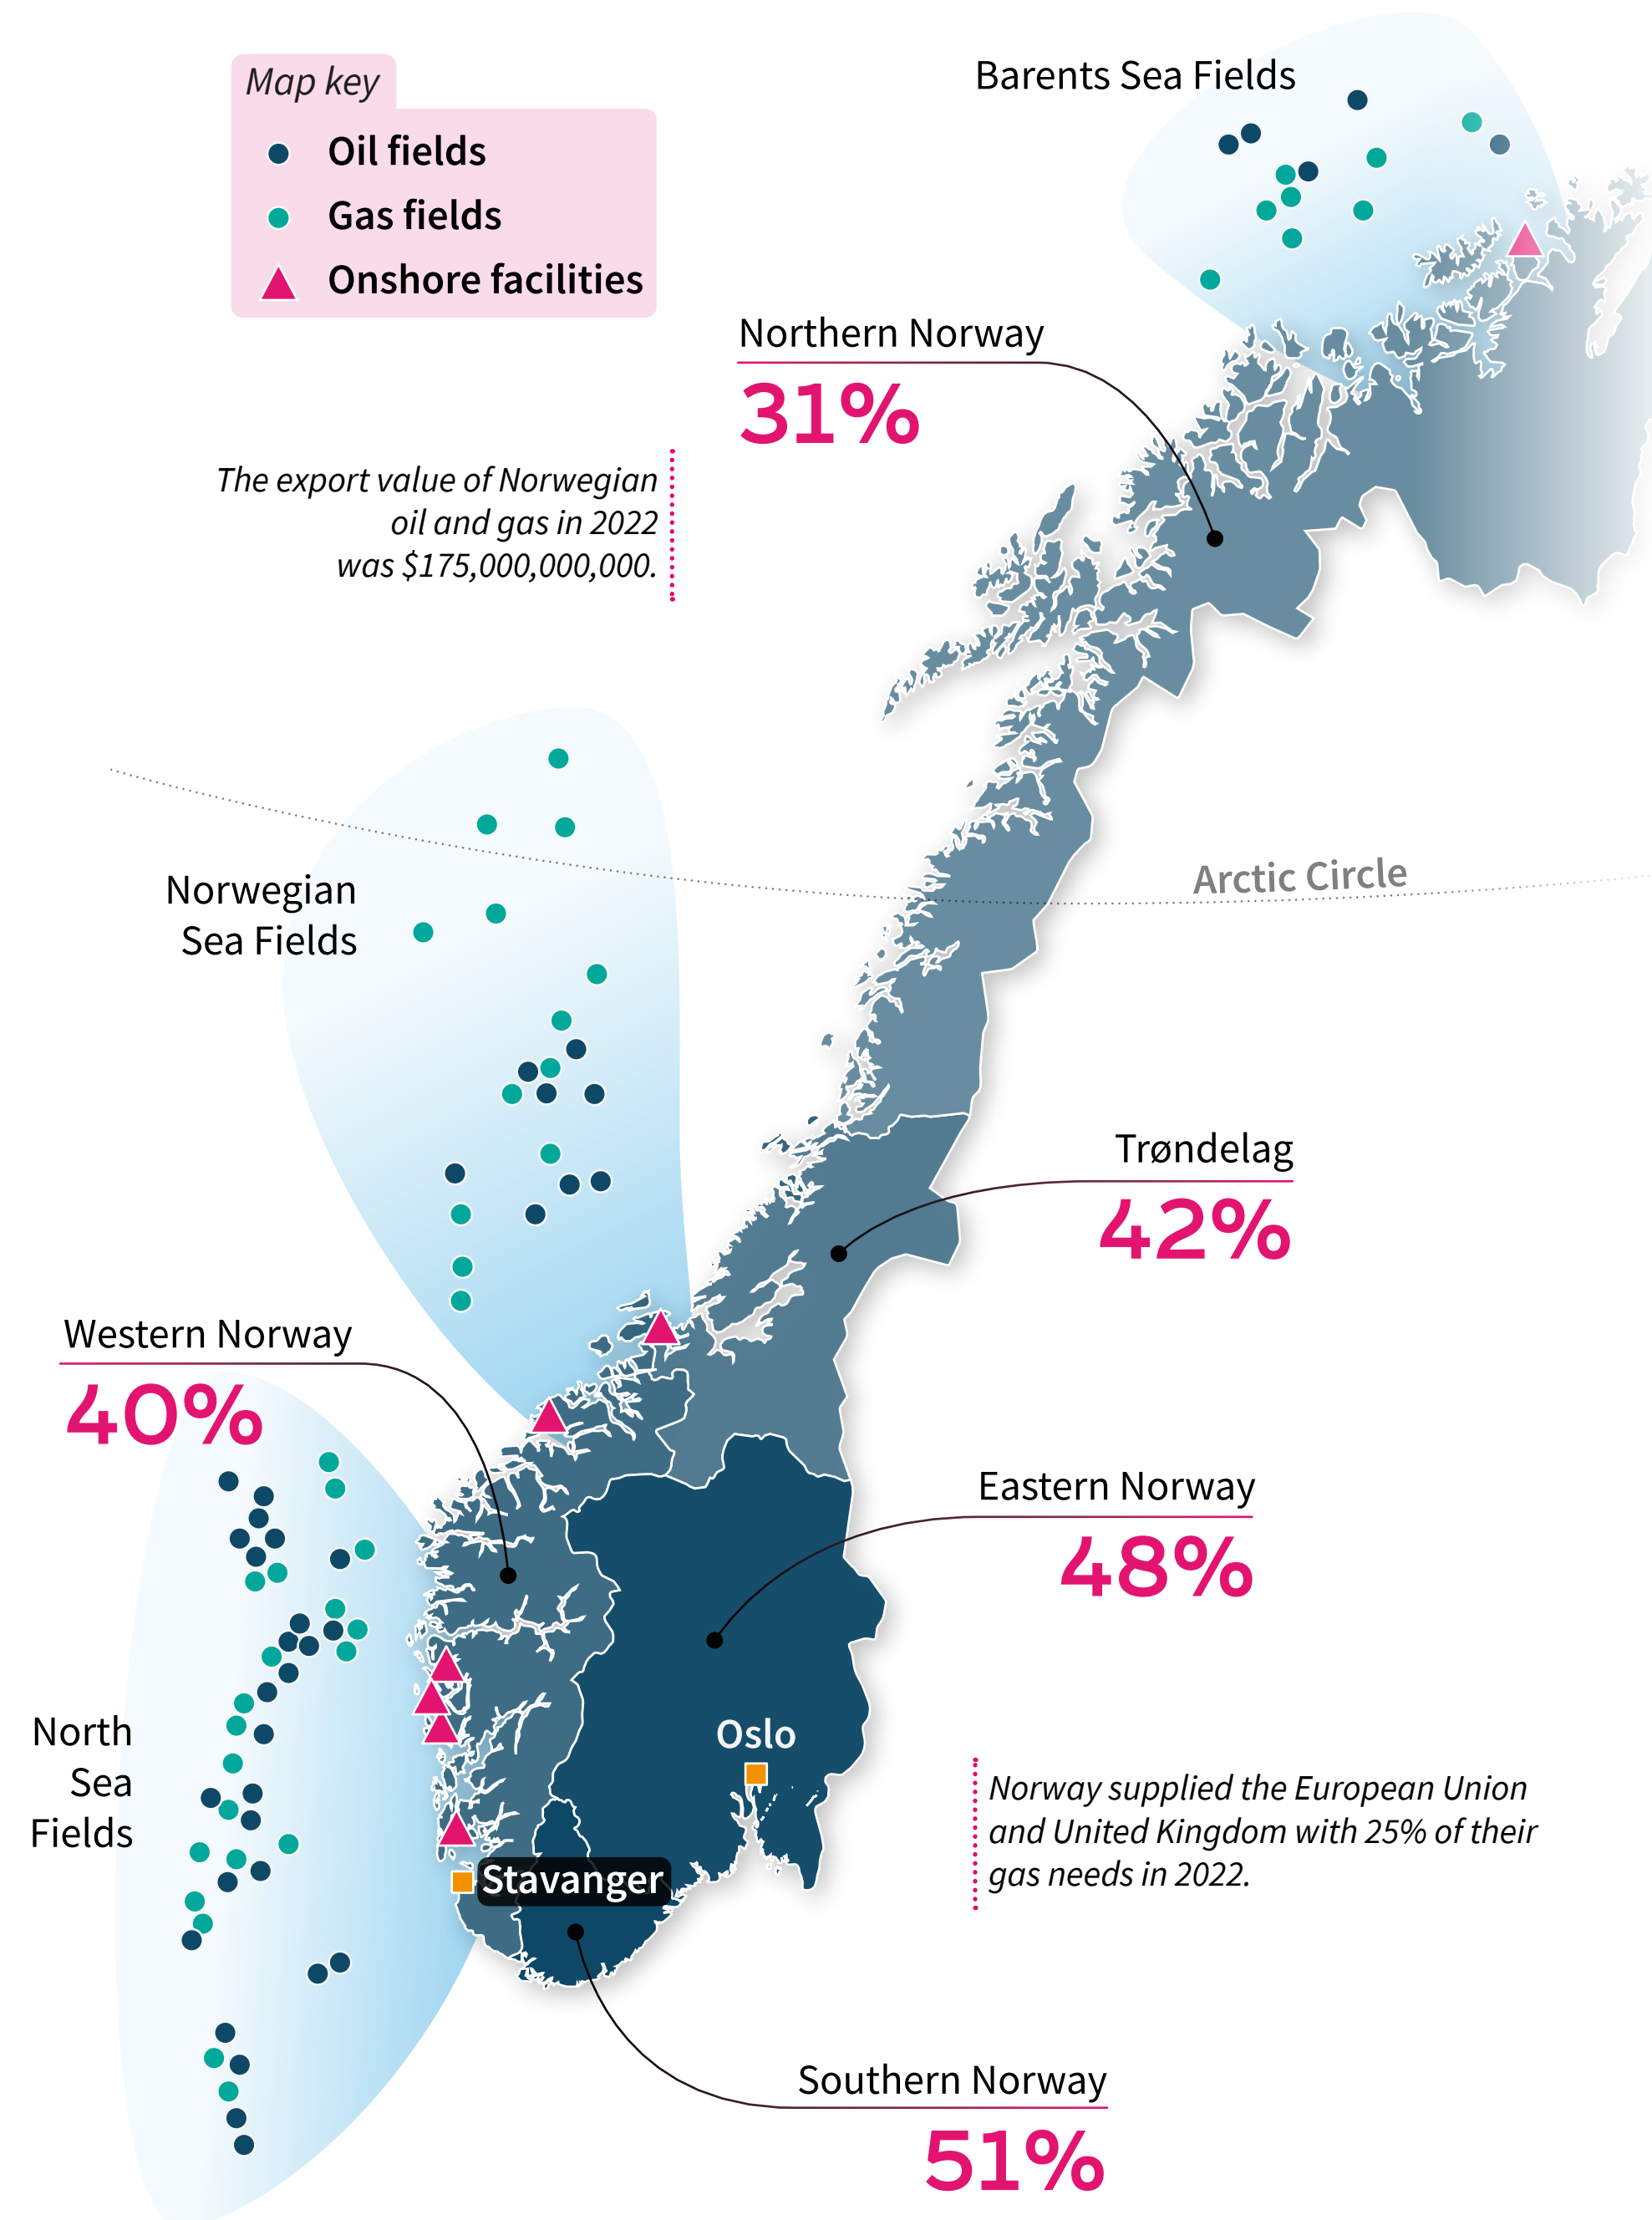 Map key
Oil fields
Gas fields
Onshore facilities
Barents Sea Fields
Northern Norway
31%
The export value of Norwegian
oil and gas in 2022
was $175,000,000,000.
Norwegian
Sea Fields
Arctic Circle
Trøndelag
42%
Western Norway
40%
Eastern Norway
48%
North
Sea
Fields
Oslo
Norway supplied the European Union
and United Kingdom with 25% of their
gas needs in 2022.
Stavanger
Southern Norway
51%